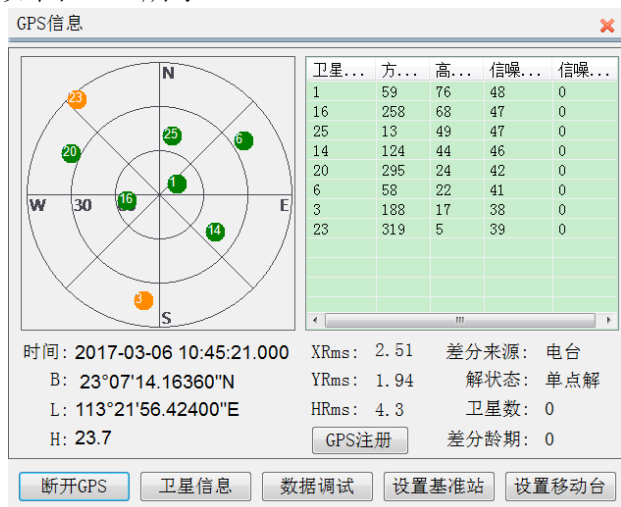 GPS信息
N
23
25
6
20
1
16
W
30
E
14
3
S
卫星... 方... 高... 信噪... 信噪...
1 59 76 48 0
16 258 68 47 0
25 13 49 47 0
14 124 44 46 0
20 295 24 42 0
6 58 22 41 0
3 188 17 38 0
23 319 5 39 0
时间: 2017-03-06 10:45:21.000 XRms: 2.51 差分来源: 电台
B: 23°07'14.16360"N YRms: 1.94 解状态: 单点解
L: 113°21'56.42400"E HRms: 4.3 卫星数: 0
H: 23.7 GPS注册 差分龄期: 0
断开GPS 卫星信息 数据调试 设置基准站 设置移动台